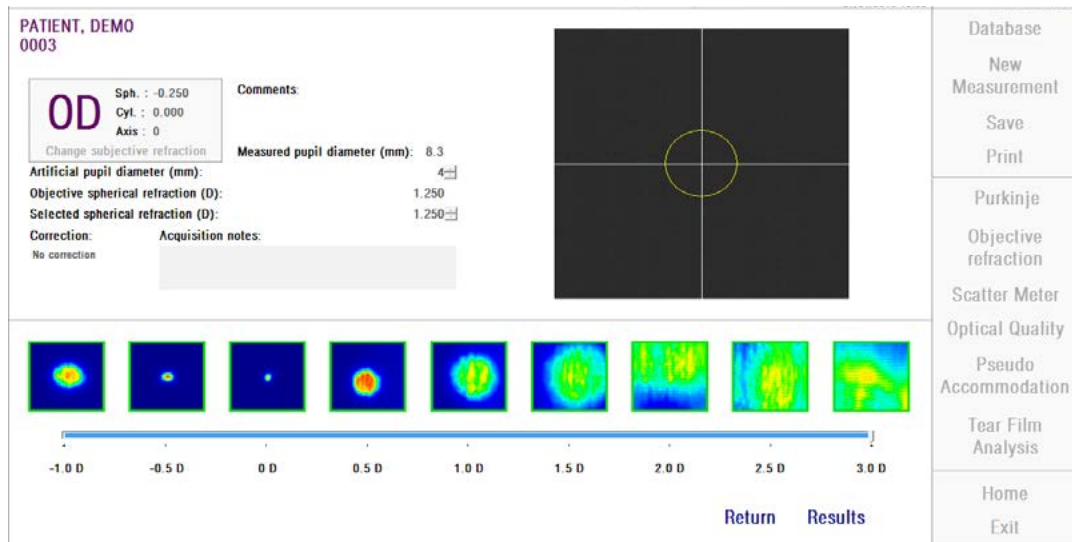 PATIENT, DEMO
0003
OD
Sph. : -0.250
Cyl. : 0.000
Axis : 0
Change subjective refraction
Comments:
Measured pupil diameter (mm): 8.3
Artificial pupil diameter (mm): 4
Objective spherical refraction (D): 1.250
Selected spherical refraction (D): 1.250
Correction: Acquisition notes:
No correction
-1.0 D -0.5 D 0 D 0.5 D 1.0 D 1.5 D 2.0 D 2.5 D 3.0 D
Return Results
Database
New
Measurement
Save
Print
Purkinje
Objective
refraction
Scatter Meter
Optical Quality
Pseudo
Accommodation
Tear Film
Analysis
Home
Exit